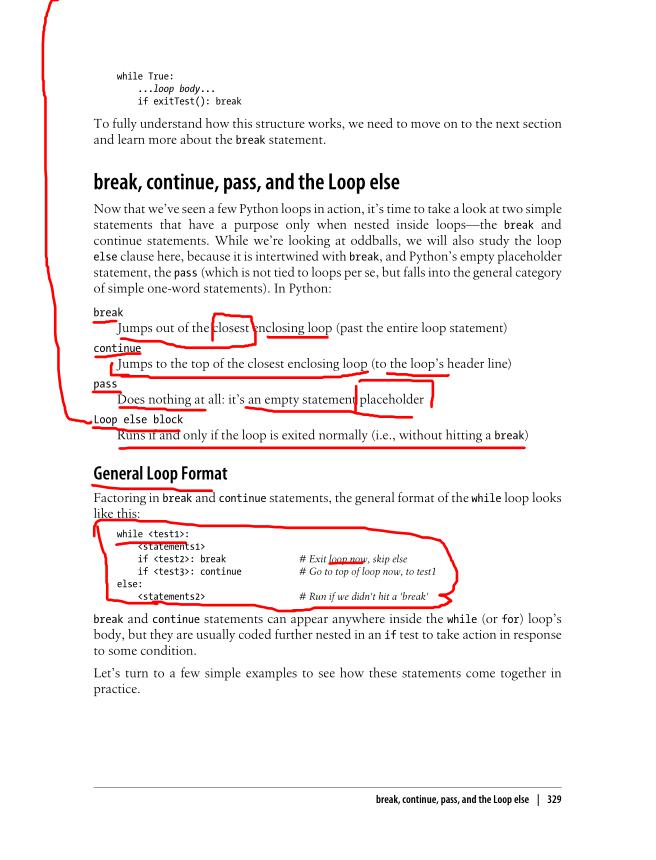 while True:
...loop body...
if exitTest(): break
To fully understand how this structure works, we need to move on to the next section
and learn more about the break statement.
break, continue, pass, and the Loop else
Now that we've seen a few Python loops in action, it's time to take a look at two simple
statements that have a purpose only when nested inside loops—the break and
continue statements. While we're looking at oddballs, we will also study the loop
else clause here, because it is intertwined with break, and Python's empty placeholder
statement, the pass (which is not tied to loops per se, but falls into the general category
of simple one-word statements). In Python:
break
Jumps out of the closest enclosing loop (past the entire loop statement)
continue
Jumps to the top of the closest enclosing loop (to the loop's header line)
pass
Does nothing at all: it's an empty statement placeholder
Loop else block
Runs if and only if the loop is exited normally (i.e., without hitting a break)
General Loop Format
Factoring in break and continue statements, the general format of the while loop looks
like this:
while <test1>:
<statements1>
if <test2>: break # Exit loop now, skip else
if <test3>: continue # Go to top of loop now, to test1
else:
<statements2> # Run if we didn't hit a 'break'
break and continue statements can appear anywhere inside the while (or for) loop's
body, but they are usually coded further nested in an if test to take action in response
to some condition.
Let's turn to a few simple examples to see how these statements come together in
practice.
break, continue, pass, and the Loop else | 329